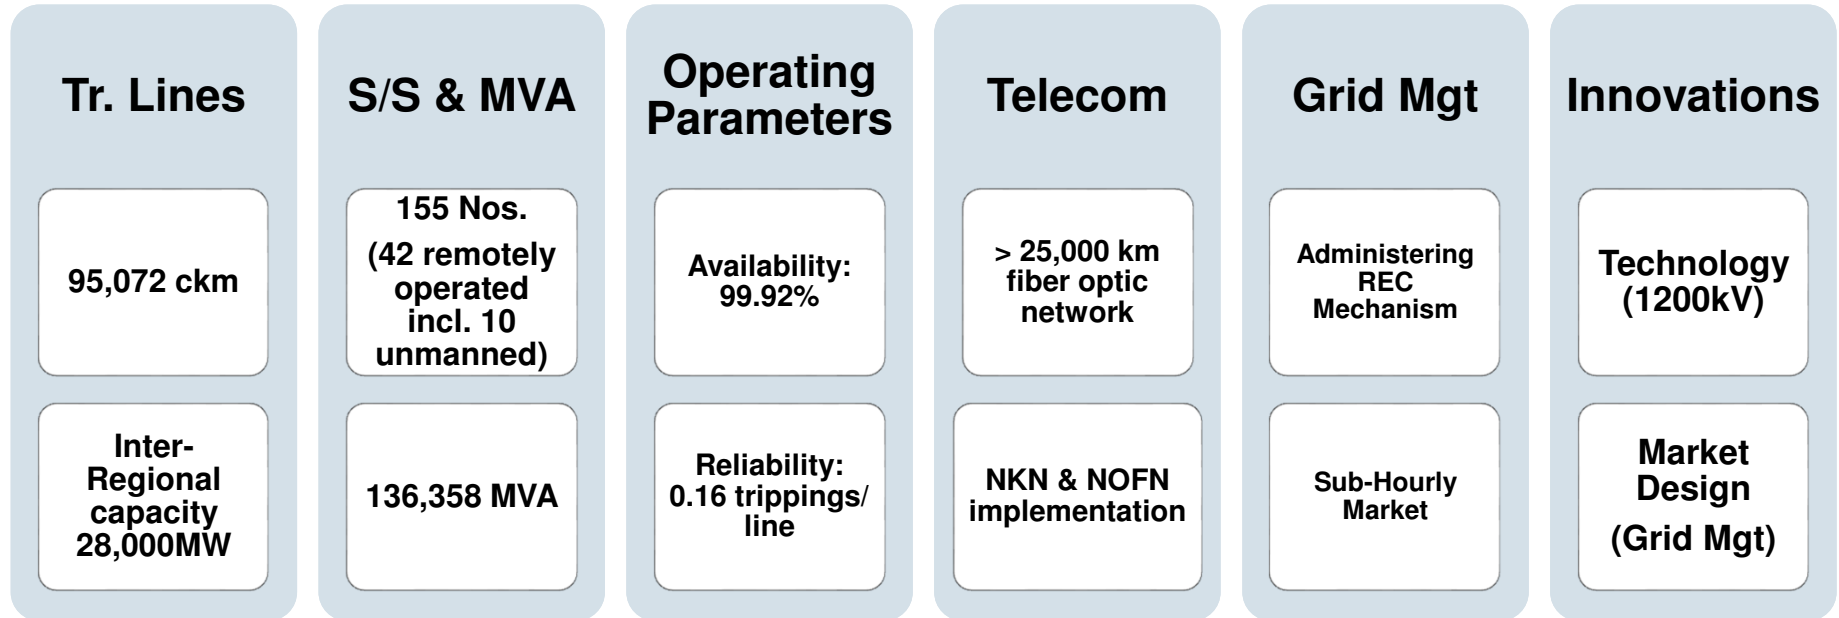 Tr. Lines
95,072 ckm
Inter-
Regional
capacity
28,000MW
S/S & MVA
155 Nos.
(42 remotely
operated
incl. 10
unmanned)
136,358 MVA
Operating
Parameters
Availability:
99.92%
Reliability:
0.16 trippings/
line
Telecom
> 25,000 km
fiber optic
network
NKN & NOFN
implementation
Grid Mgt
Administering
REC
Mechanism
Sub-Hourly
Market
Innovations
Technology
(1200kV)
Market
Design
(Grid Mgt)